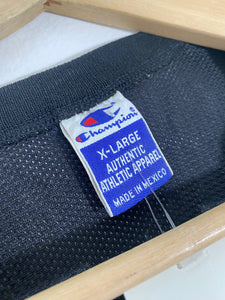 Champion
X-LARGE
AUTHENTIC
ATHLETIC APPAREL
MADE IN MEXICO